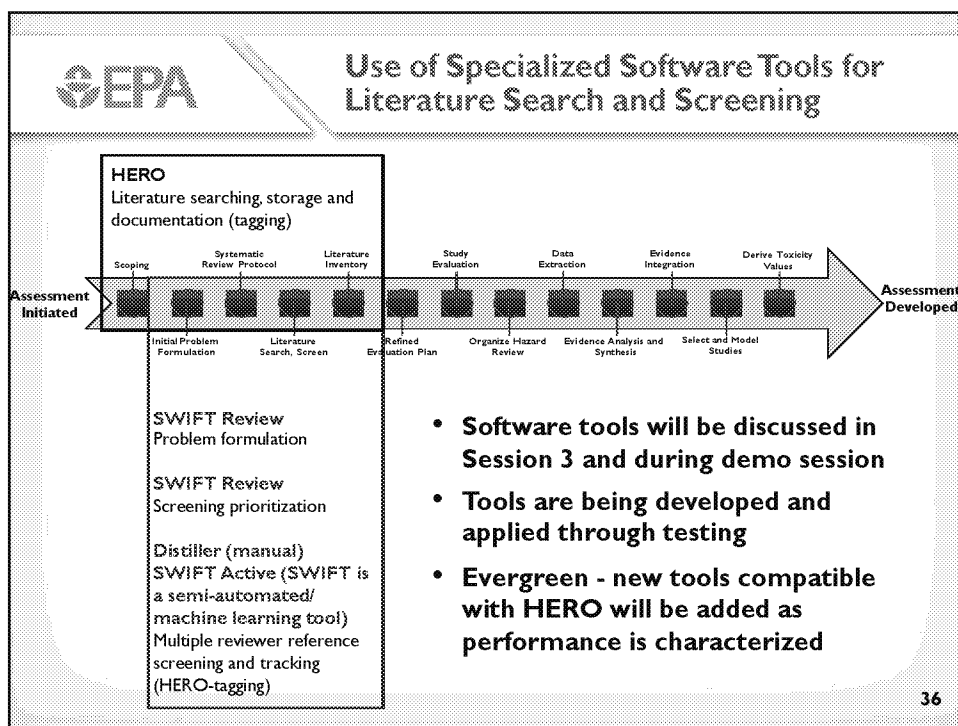 EPA
Use of Specialized Software Tools for
Literature Search and Screening
HERO
Literature searching, storage and
documentation (tagging)
Scoping
Systematic
Review Protocol
Literature
Inventory
Study
Evaluation
Data
Extraction
Evidence
Integration
Derive Toxicity
Values
Assessment
Initiated
Assessment
Developed
Initial Problem
Formulation
Literature
Search, Screen
Refined
Evaluation Plan
Organize Hazard
Review
Evidence Analysis and
Synthesis
Select and Model
Studies
SWIFT Review
Problem formulation
SWIFT Review
Screening prioritization
Distiller (manual)
SWIFT Active (SWIFT is
a semi-automated/
machine learning tool)
Multiple reviewer reference
screening and tracking
(HERO-tagging)
• Software tools will be discussed in
Session 3 and during demo session
• Tools are being developed and
applied through testing
• Evergreen - new tools compatible
with HERO will be added as
performance is characterized
36